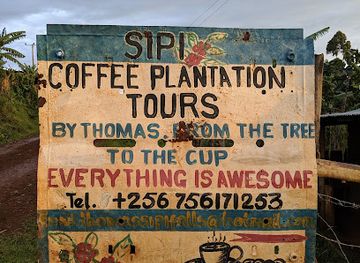 SIPI
COFFEE PLANTATION
TOURS
BY THOMAS. FROM THE TREE
TO THE CUP
EVERYTHING IS AWESOME
Tel. +256 756171253